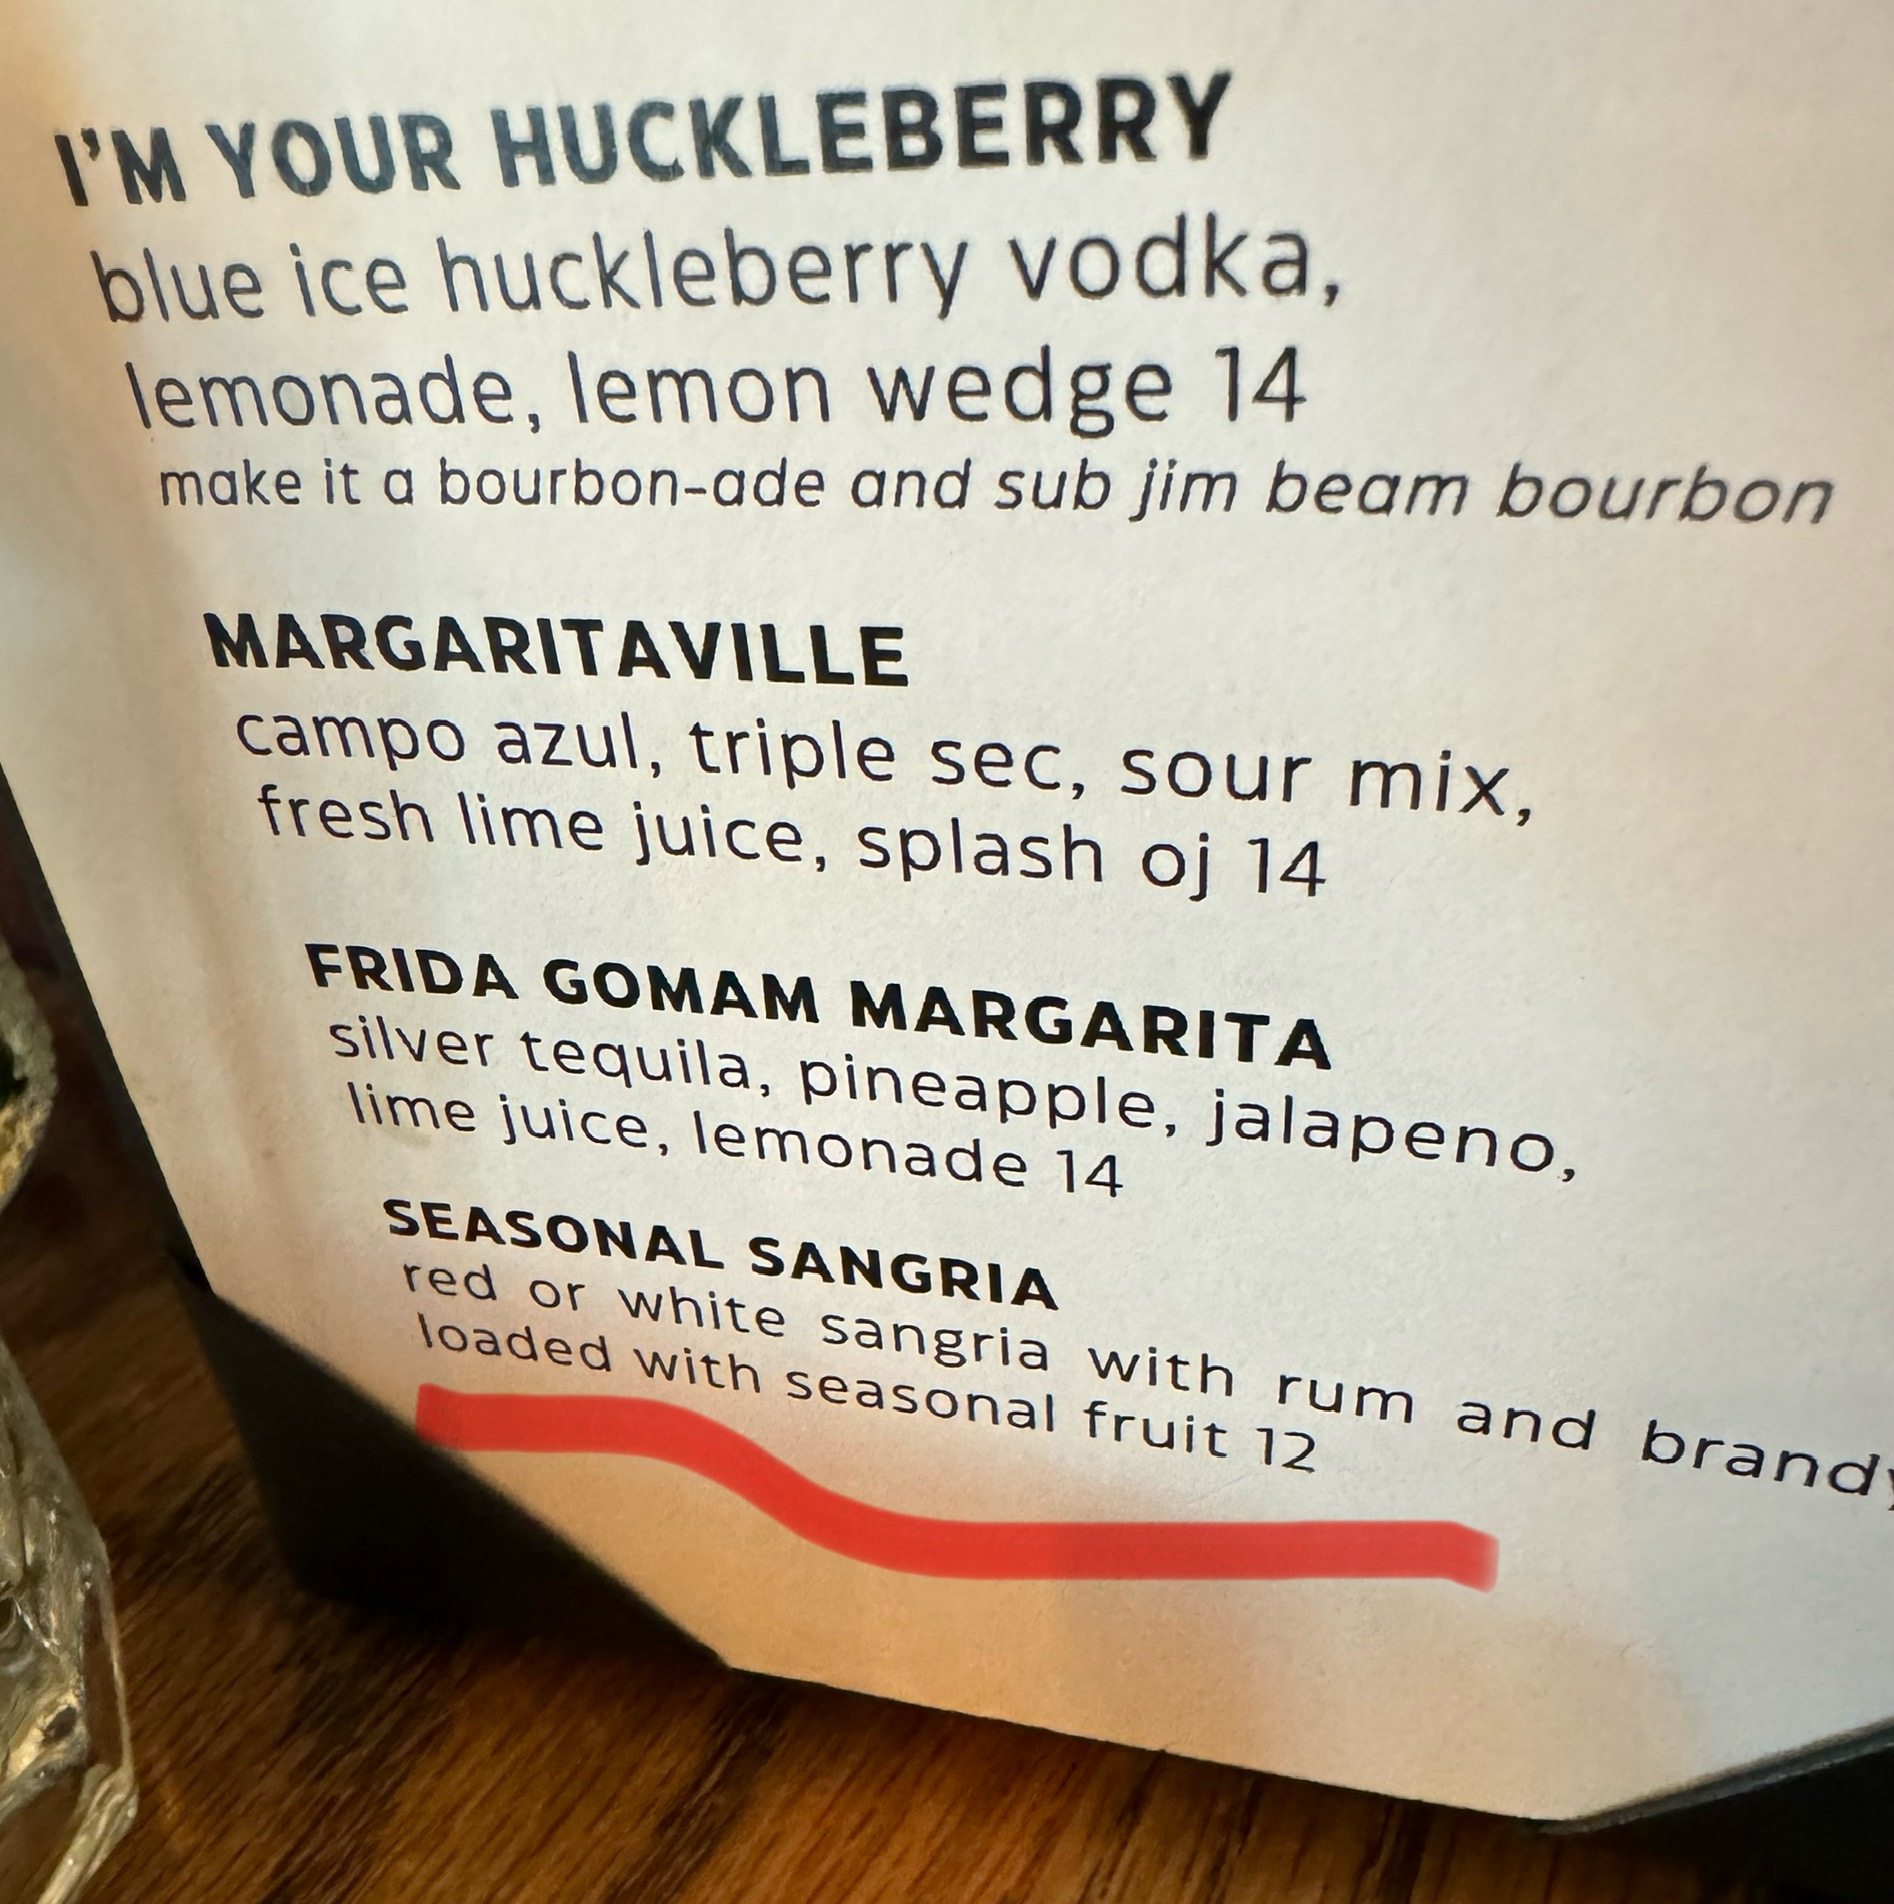 I'M YOUR HUCKLEBERRY
blue ice huckleberry vodka,
lemonade, lemon wedge 14
make it a bourbon-ade and sub jim beam bourbon
MARGARITAVILLE
campo azul, triple sec, sour mix,
fresh lime juice, splash oj 14
FRIDA GOMAM MARGARITA
silver tequila, pineapple, jalapeno,
lime juice, lemonade 14
SEASONAL SANGRIA
red or white sangria with rum and brandy
loaded with seasonal fruit 12